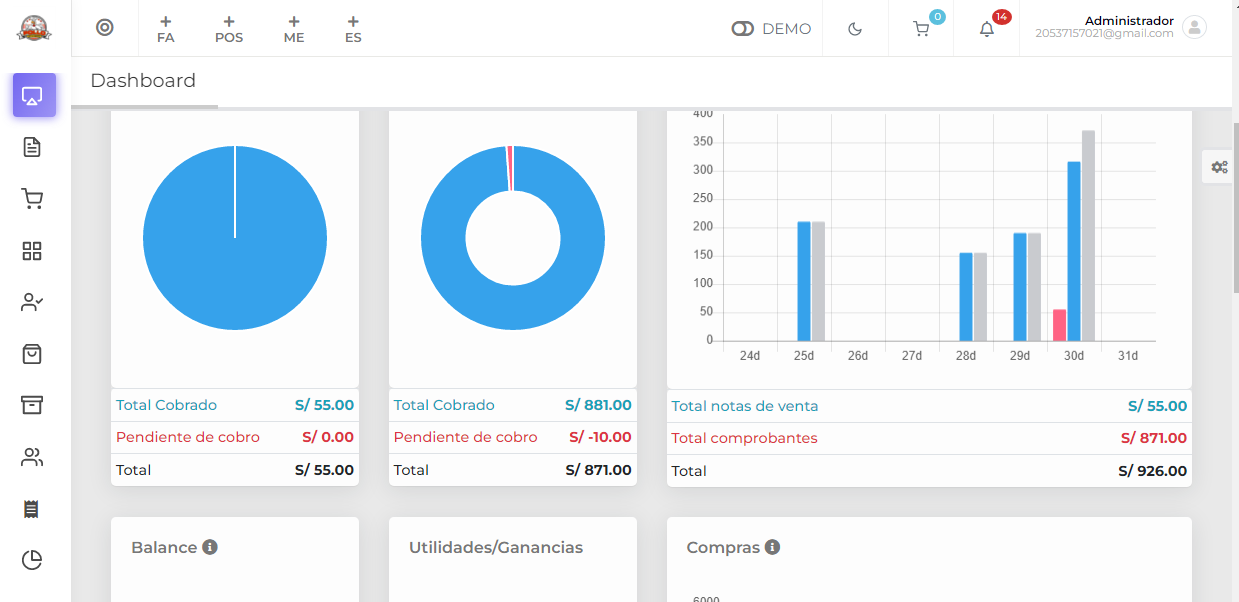 + FA
+ POS
+ ME
+ ES
DEMO
0
14
Administrador
20537157021@gmail.com
Dashboard
Total Cobrado S/ 55.00
Pendiente de cobro S/ 0.00
Total S/ 55.00
Total Cobrado S/ 881.00
Pendiente de cobro S/ -10.00
Total S/ 871.00
400
350
300
250
200
150
100
50
0
24d 25d 26d 27d 28d 29d 30d 31d
Total notas de venta S/ 55.00
Total comprobantes S/ 871.00
Total S/ 926.00
Balance
Utilidades/Ganancias
Compras
6000